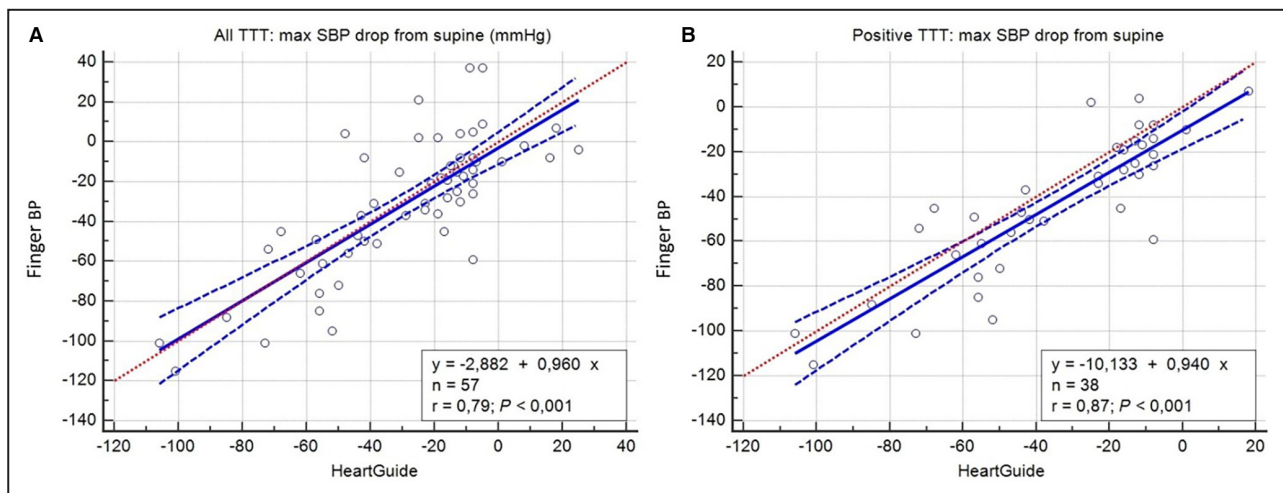 A
All TTT: max SBP drop from supine (mmHg)
40
20
0
-20
-40
-60
-80
-100
-120
-140
Finger BP
y = -2,882 + 0,960 x
n = 57
r = 0,79; P < 0,001
-120 -100 -80 -60 -40 -20 0 20 40
HeartGuide
B
Positive TTT: max SBP drop from supine
20
0
-20
-40
-60
-80
-100
-120
-140
Finger BP
y = -10,133 + 0,940 x
n = 38
r = 0,87; P < 0,001
-120 -100 -80 -60 -40 -20 0 20
HeartGuide